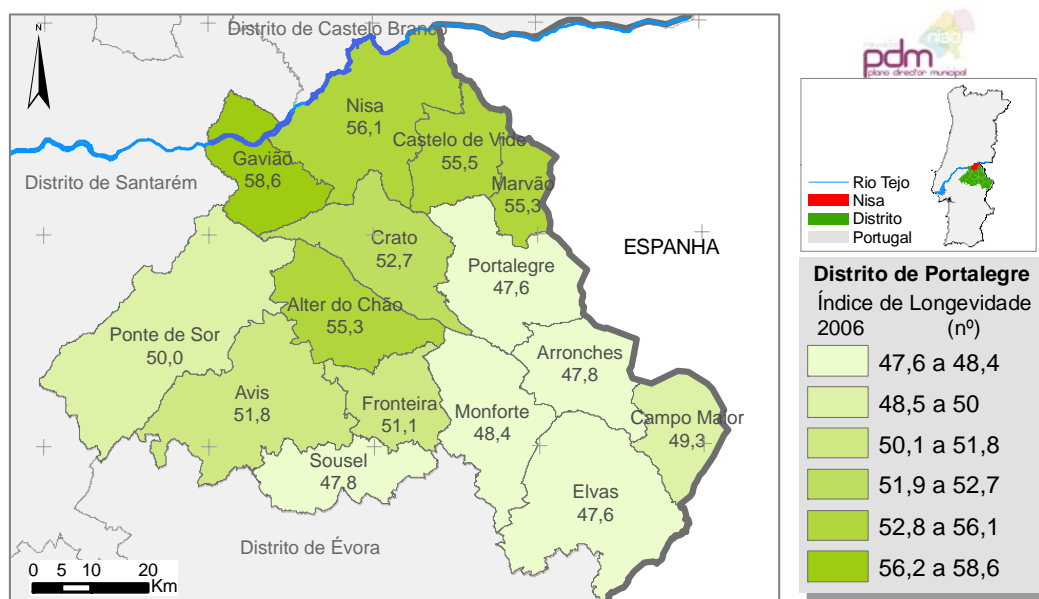 N
Distrito de Castelo Branco
Nisa
56,1
Castelo de Vide
55,5
Gavião
58,6
Marvão
55,3
Distrito de Santarém
Crato
52,7
ESPANHA
Portalegre
47,6
Alter do Chão
55,3
Ponte de Sor
50,0
Arronches
47,8
Avis
51,8
Fronteira
51,1
Monforte
48,4
Campo Maior
49,3
Sousel
47,8
Elvas
47,6
Distrito de Évora
0 5 10 20
Km
nisa
pdm
plano director municipal
Rio Tejo
Nisa
Distrito
Portugal
Distrito de Portalegre
Índice de Longevidade
2006 (nº)
47,6 a 48,4
48,5 a 50
50,1 a 51,8
51,9 a 52,7
52,8 a 56,1
56,2 a 58,6